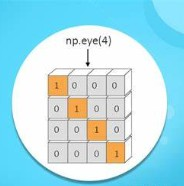 np.eye(4)
1 0 0 0
0 1 0 0
0 0 1 0
0 0 0 1